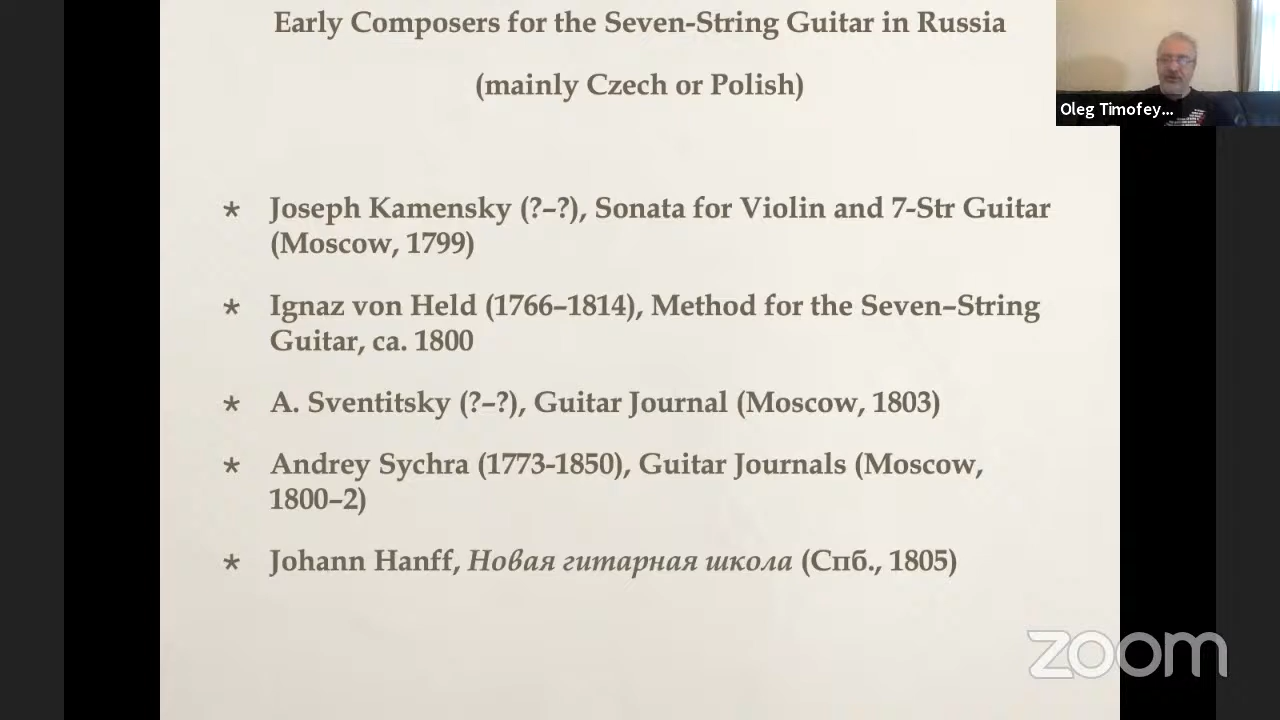 Early Composers for the Seven-String Guitar in Russia
(mainly Czech or Polish)
Oleg Timofey...
* Joseph Kamensky (?–?), Sonata for Violin and 7-Str Guitar
(Moscow, 1799)
* Ignaz von Held (1766–1814), Method for the Seven–String
Guitar, ca. 1800
* A. Sventitsky (?–?), Guitar Journal (Moscow, 1803)
* Andrey Sychra (1773-1850), Guitar Journals (Moscow,
1800–2)
* Johann Hanff, Новая гитарная школа (Спб., 1805)
zoom